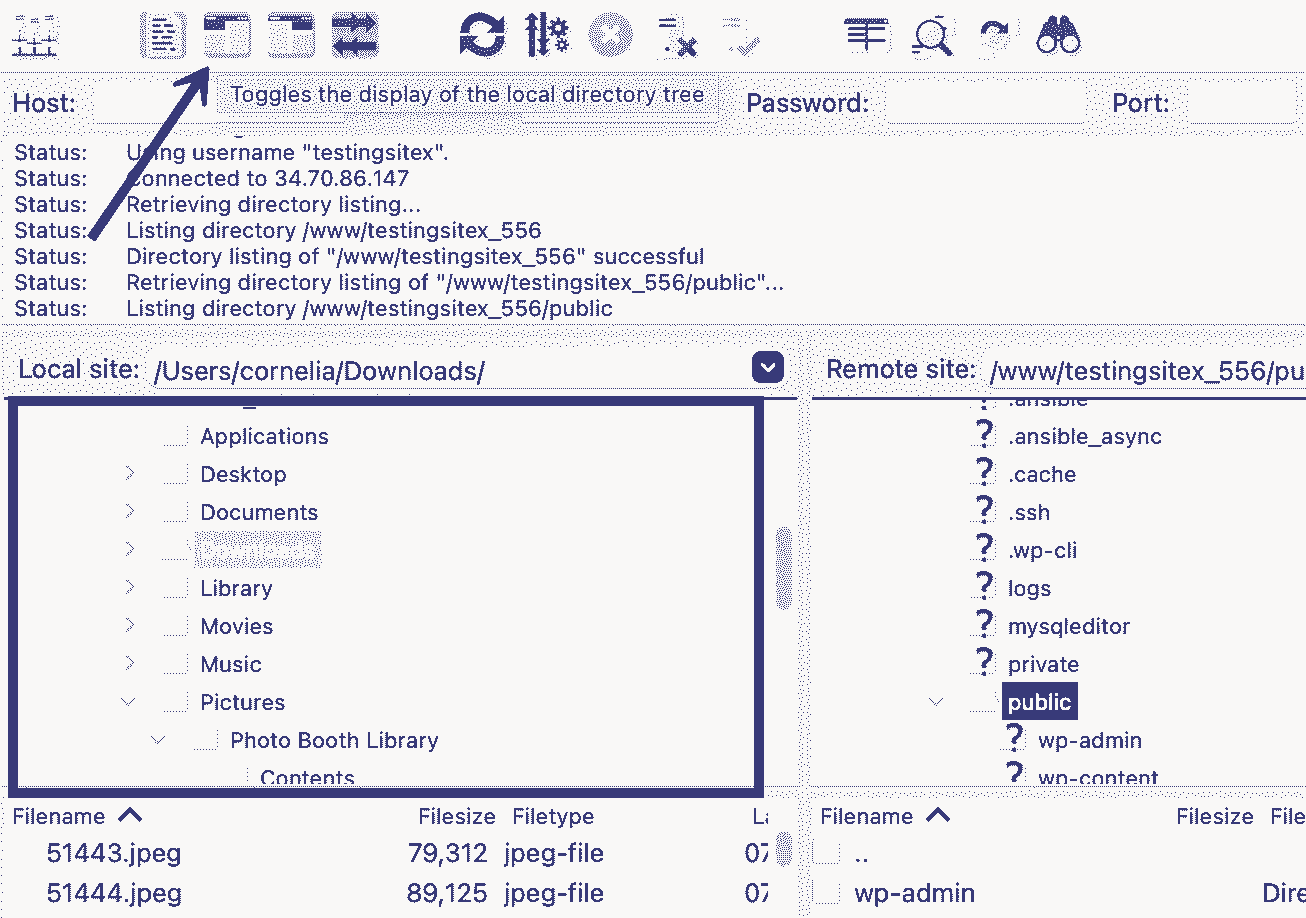 Toggles the display of the local directory tree
Host: Password: Port:
Status: Using username "testingsitex".
Status: Connected to 34.70.86.147
Status: Retrieving directory listing...
Status: Listing directory /www/testingsitex_556
Status: Directory listing of "/www/testingsitex_556" successful
Status: Retrieving directory listing of "/www/testingsitex_556/public"...
Status: Listing directory /www/testingsitex_556/public
Local site: /Users/cornelia/Downloads/
Applications
Desktop
Documents
Downloads
Library
Movies
Music
Pictures
Photo Booth Library
Contents
Filename Filesize Filetype La
51443.jpeg 79,312 jpeg-file 07
51444.jpeg 89,125 jpeg-file 07
Remote site: /www/testingsitex_556/pu
.ansible
.ansible_async
.cache
.ssh
.wp-cli
logs
mysqleditor
private
public
wp-admin
wp-content
Filename Filesize File
..
wp-admin Dire